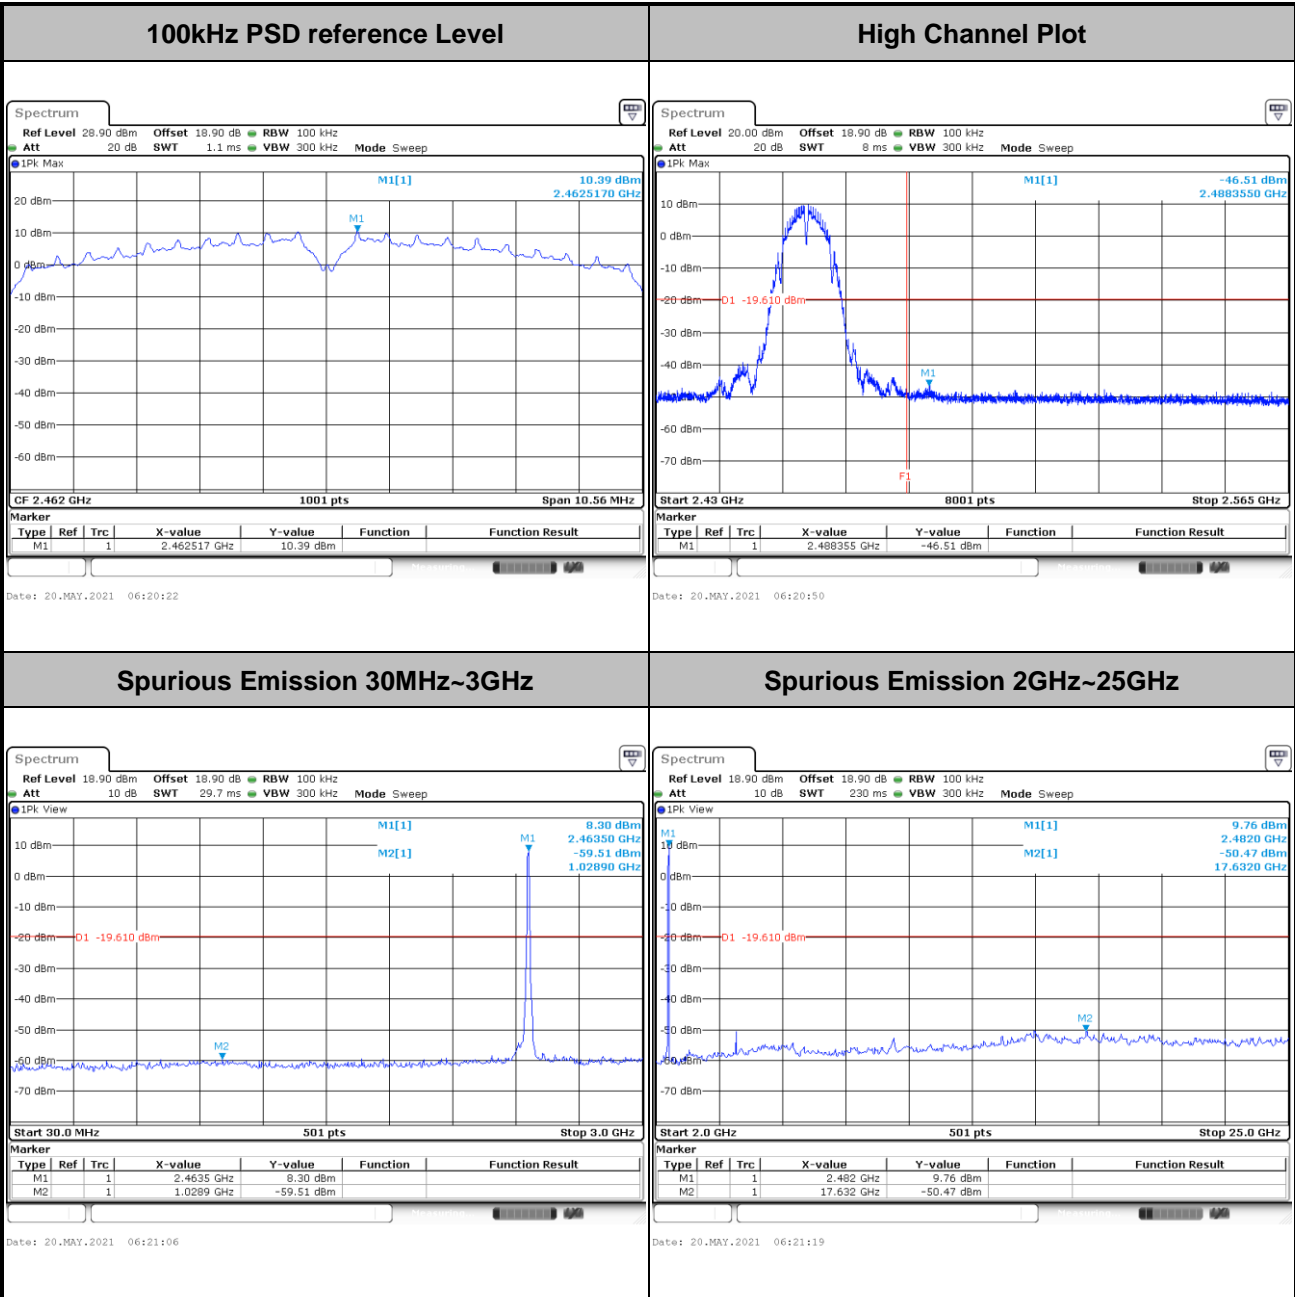 100kHz PSD reference Level
High Channel Plot
Spectrum
Ref Level 28.90 dBm Offset 18.90 dB RBW 100 kHz
Att 20 dB SWT 1.1 ms VBW 300 kHz Mode Sweep
1Pk Max
M1[1] 10.39 dBm
2.4625170 GHz
20 dBm
M1
10 dBm
0 dBm
-10 dBm
-20 dBm
-30 dBm
-40 dBm
-50 dBm
-60 dBm
CF 2.462 GHz 1001 pts Span 10.56 MHz
Marker
Type Ref Trc X-value Y-value Function Function Result
M1 1 2.462517 GHz 10.39 dBm
Measuring
Date: 20.MAY.2021 06:20:22
Spectrum
Ref Level 20.00 dBm Offset 18.90 dB RBW 100 kHz
Att 20 dB SWT 8 ms VBW 300 kHz Mode Sweep
1Pk Max
M1[1] -46.51 dBm
2.4883550 GHz
10 dBm
0 dBm
-10 dBm
-20 dBm D1 -19.610 dBm
-30 dBm
-40 dBm
M1
-60 dBm
-70 dBm
F1
Start 2.43 GHz 8001 pts Stop 2.565 GHz
Marker
Type Ref Trc X-value Y-value Function Function Result
M1 1 2.488355 GHz -46.51 dBm
Measuring
Date: 20.MAY.2021 06:20:50
Spurious Emission 30MHz~3GHz
Spurious Emission 2GHz~25GHz
Spectrum
Ref Level 18.90 dBm Offset 18.90 dB RBW 100 kHz
Att 10 dB SWT 29.7 ms VBW 300 kHz Mode Sweep
1Pk View
M1[1] 8.30 dBm
M1 2.46350 GHz
10 dBm M2[1] -59.51 dBm
1.02890 GHz
0 dBm
-10 dBm
-20 dBm D1 -19.610 dBm
-30 dBm
-40 dBm
-50 dBm
M2
-60 dBm
-70 dBm
Start 30.0 MHz 501 pts Stop 3.0 GHz
Marker
Type Ref Trc X-value Y-value Function Function Result
M1 1 2.4635 GHz 8.30 dBm
M2 1 1.0289 GHz -59.51 dBm
Measuring
Date: 20.MAY.2021 06:21:06
Spectrum
Ref Level 18.90 dBm Offset 18.90 dB RBW 100 kHz
Att 10 dB SWT 230 ms VBW 300 kHz Mode Sweep
1Pk View
M1[1] 9.76 dBm
M1 2.4820 GHz
10 dBm M2[1] -50.47 dBm
17.6320 GHz
0 dBm
-10 dBm
-20 dBm D1 -19.610 dBm
-30 dBm
-40 dBm
M2
-50 dBm
-60 dBm
-70 dBm
Start 2.0 GHz 501 pts Stop 25.0 GHz
Marker
Type Ref Trc X-value Y-value Function Function Result
M1 1 2.482 GHz 9.76 dBm
M2 1 17.632 GHz -50.47 dBm
Measuring
Date: 20.MAY.2021 06:21:19